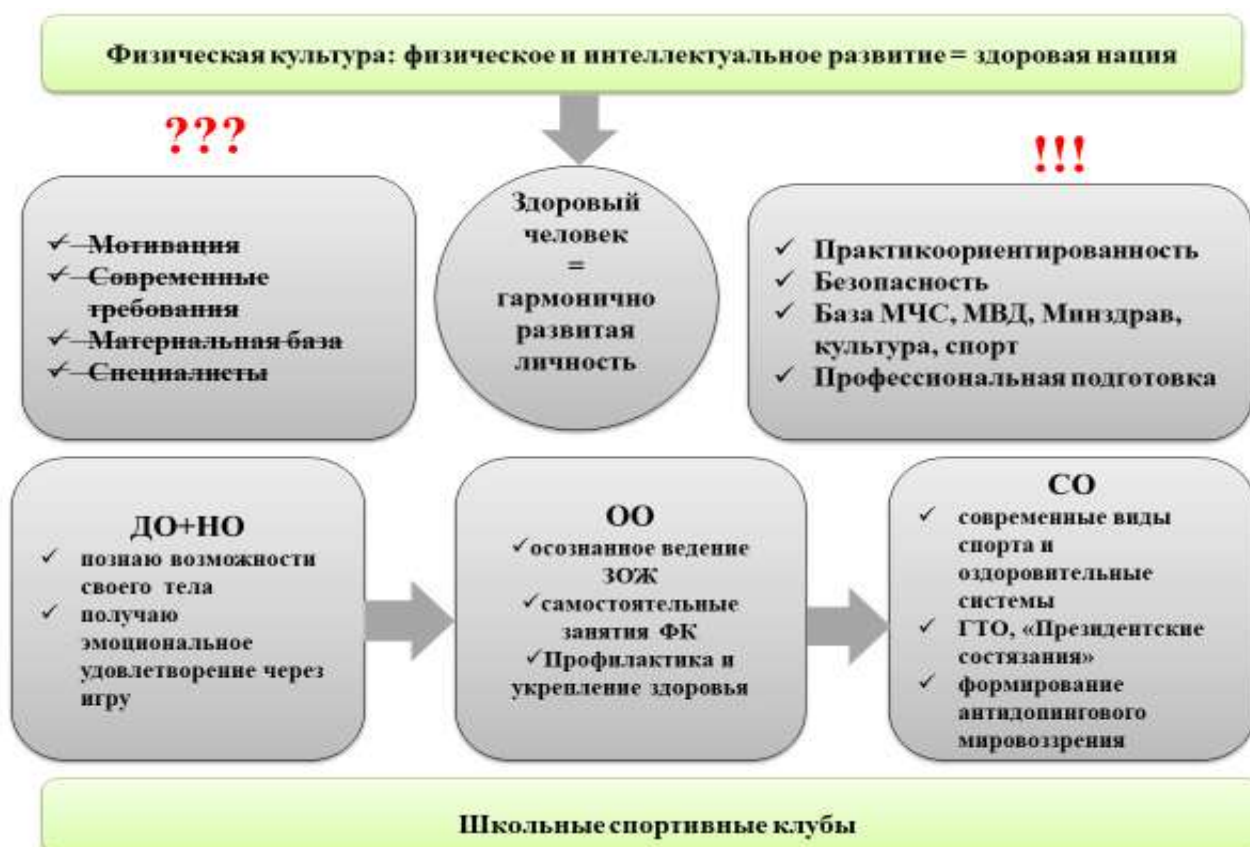 Физическая культура: физическое и интеллектуальное развитие = здоровая нация
???
!!!
✓ Мотивация
✓ Современные
требования
✓ Материальная база
✓ Специалисты
Здоровый
человек
=
гармонично
развитая
личность
✓ Практикоориентированность
✓ Безопасность
✓ База МЧС, МВД, Минздрав,
культура, спорт
✓ Профессиональная подготовка
ДО+НО
✓ познаю возможности
своего тела
✓ получаю
эмоциональное
удовлетворение через
игру
ОО
✓осознанное ведение
ЗОЖ
✓самостоятельные
занятия ФК
✓Профилактика и
укрепление здоровья
СО
✓ современные виды
спорта и
оздоровительные
системы
✓ ГТО, «Президентские
состязания»
✓ формирование
антидопингового
мировоззрения
Школьные спортивные клубы